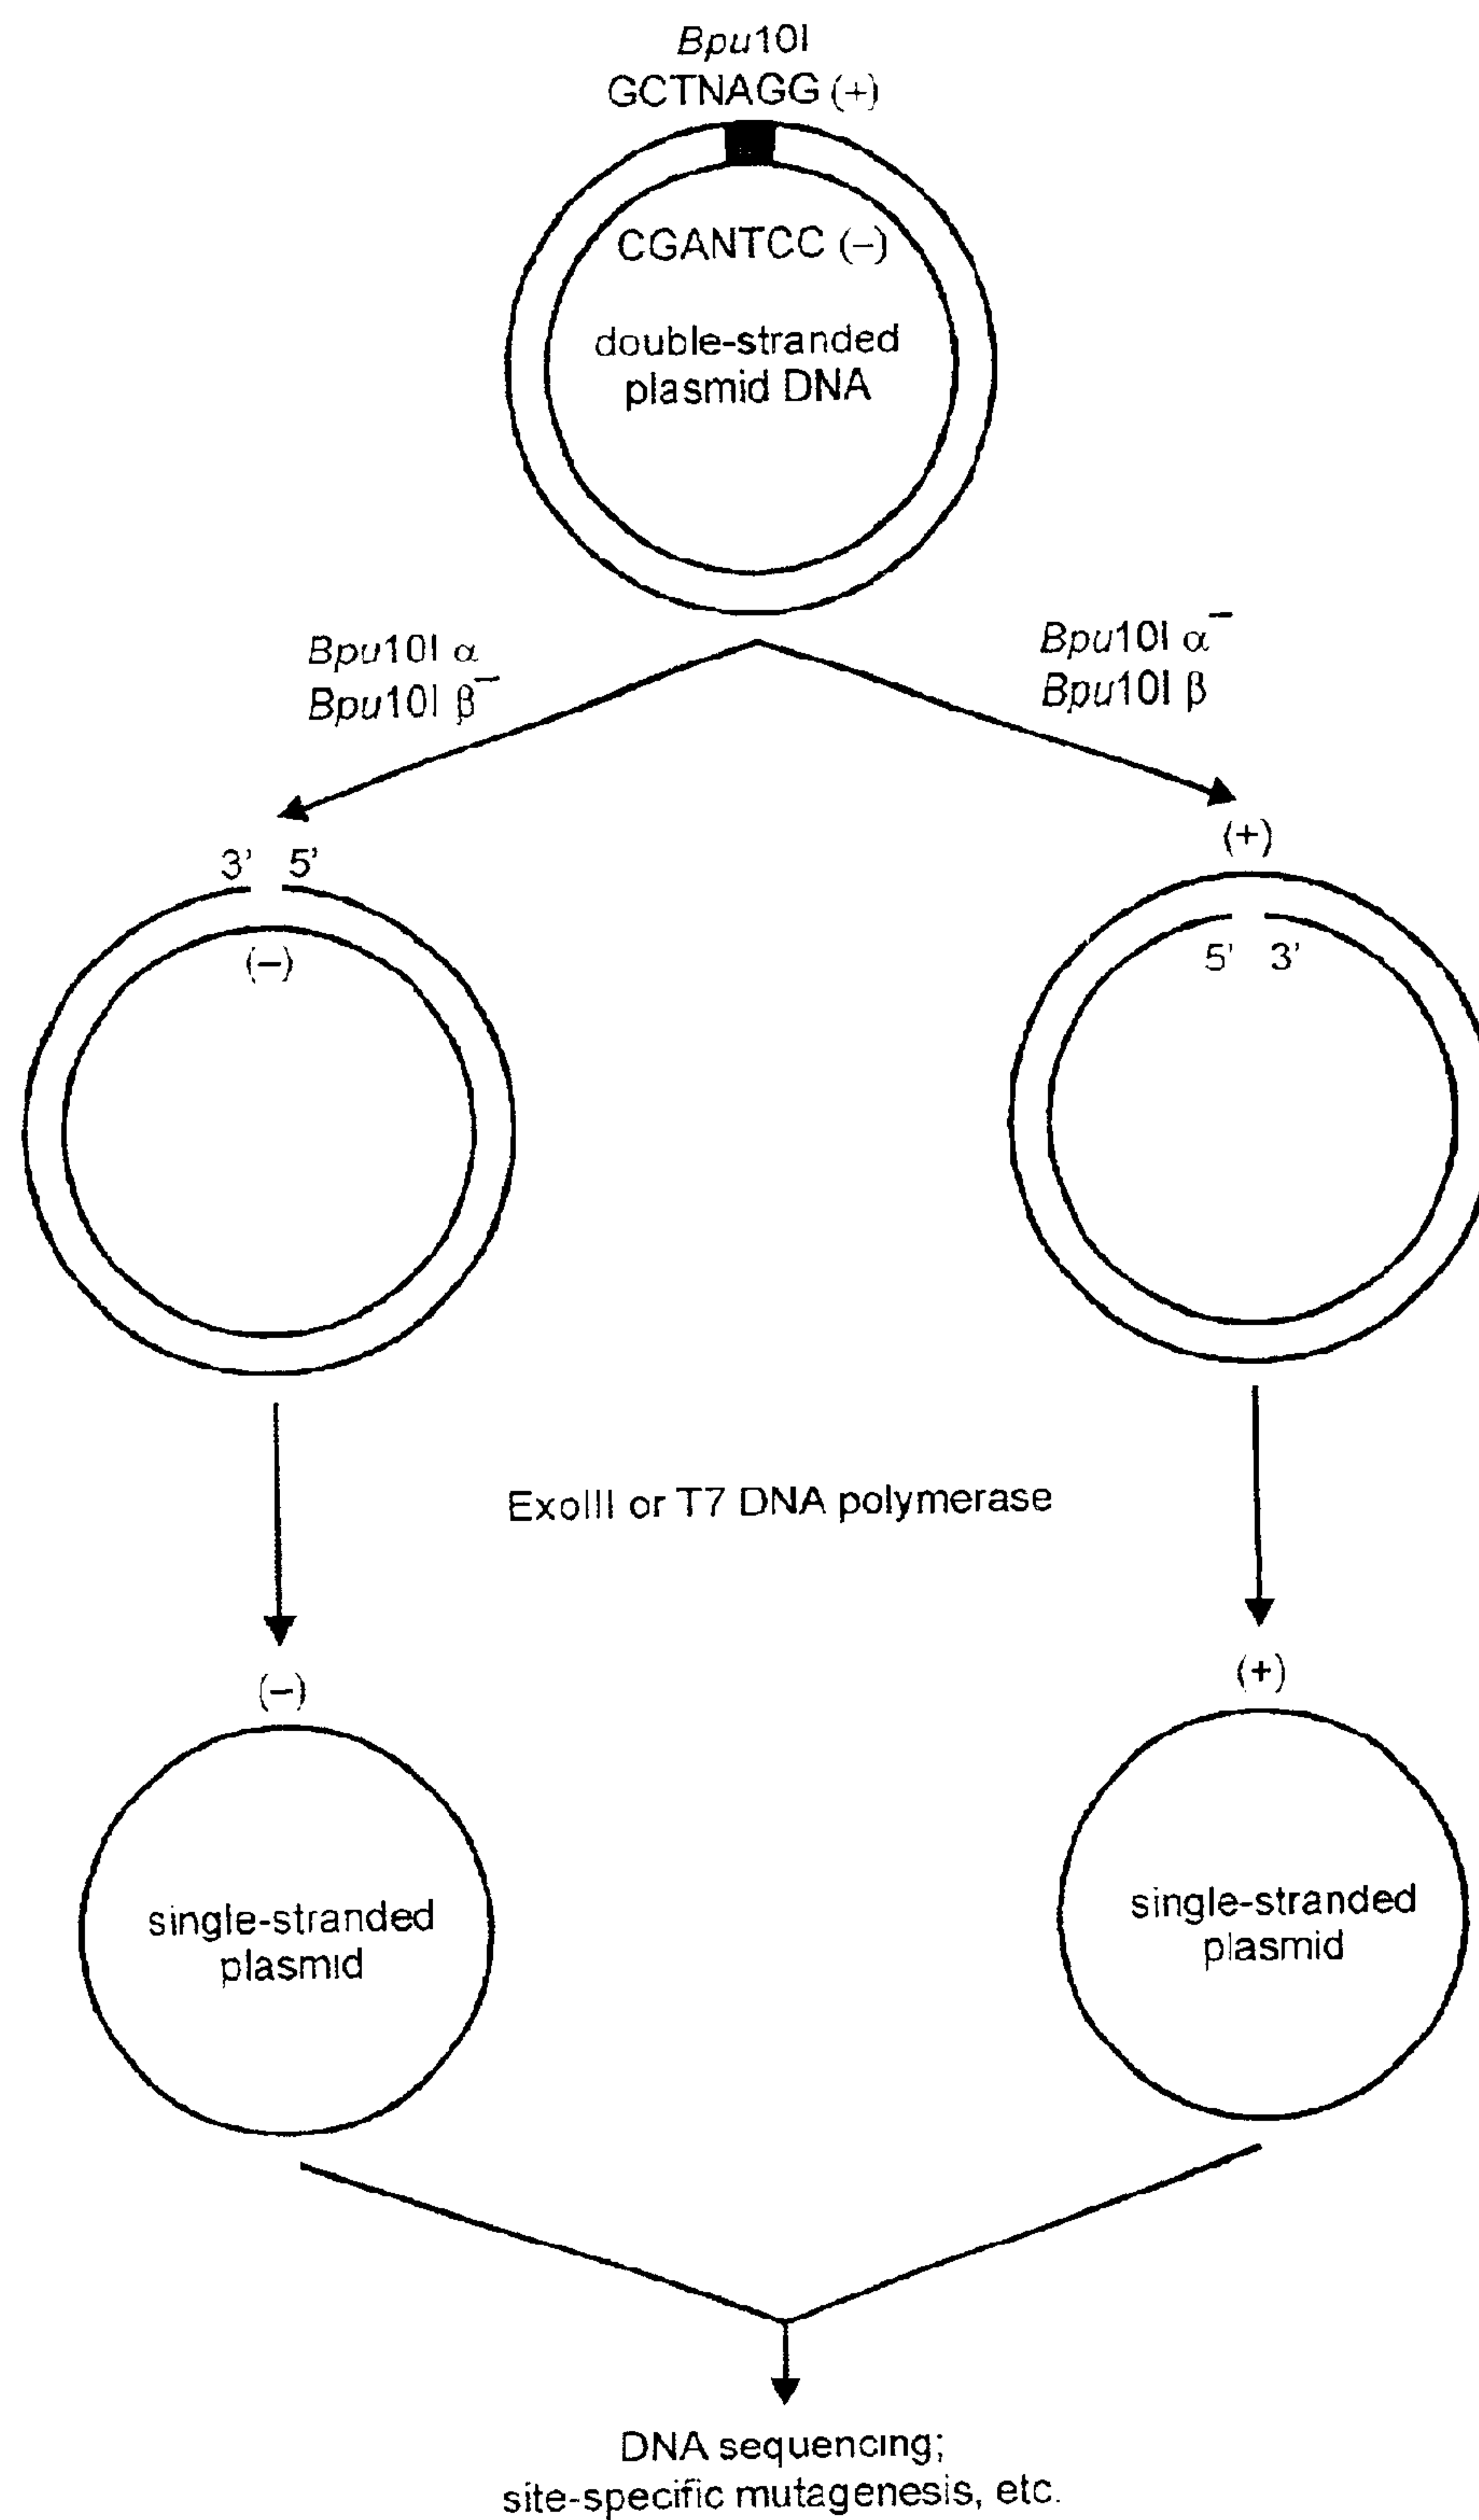 Bpu10I
GCTNAGG (+)
CGANTCC (–)
double-stranded
plasmid DNA
Bpu10I α
Bpu10I β⁻
Bpu10I α⁻
Bpu10I β
3' 5'
(–)
(+)
5' 3'
ExoIII or T7 DNA polymerase
(–)
single-stranded
plasmid
(+)
single-stranded
plasmid
DNA sequencing;
site-specific mutagenesis, etc.